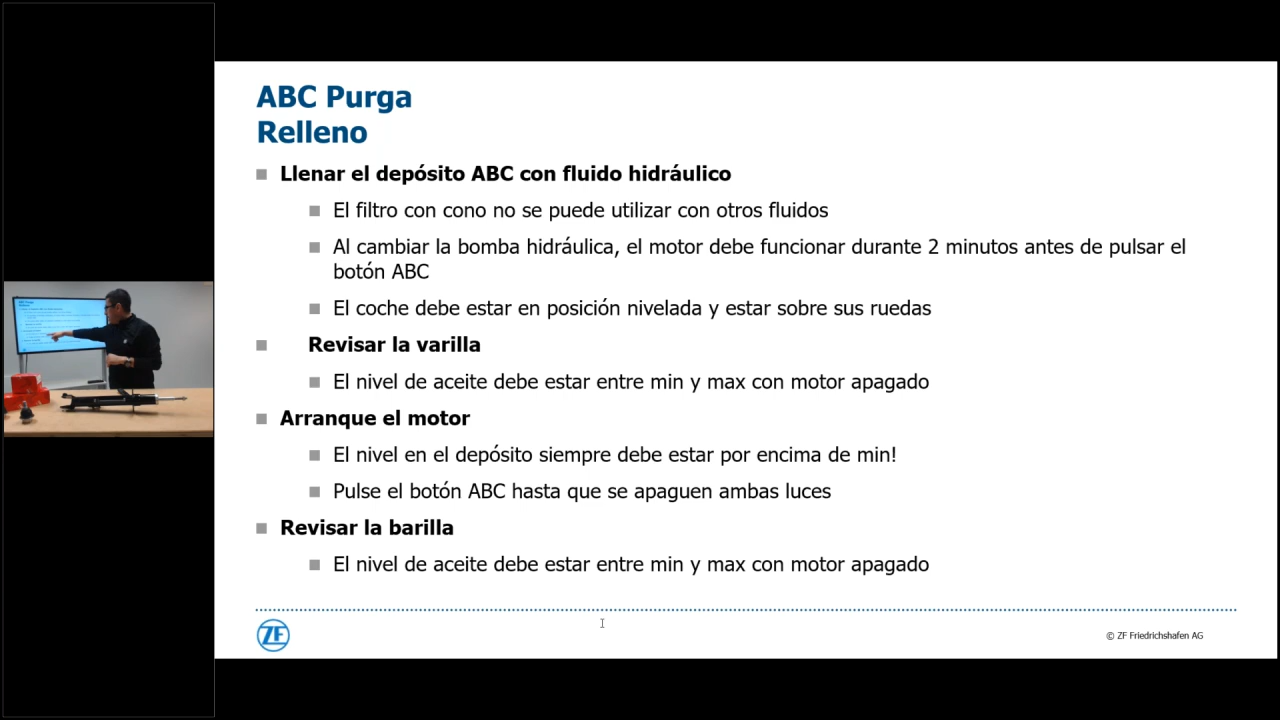 ABC Purga
Relleno
Llenar el depósito ABC con fluido hidráulico
El filtro con cono no se puede utilizar con otros fluidos
Al cambiar la bomba hidráulica, el motor debe funcionar durante 2 minutos antes de pulsar el
botón ABC
El coche debe estar en posición nivelada y estar sobre sus ruedas
Revisar la varilla
El nivel de aceite debe estar entre min y max con motor apagado
Arranque el motor
El nivel en el depósito siempre debe estar por encima de min!
Pulse el botón ABC hasta que se apaguen ambas luces
Revisar la barilla
El nivel de aceite debe estar entre min y max con motor apagado
ZF
© ZF Friedrichshafen AG